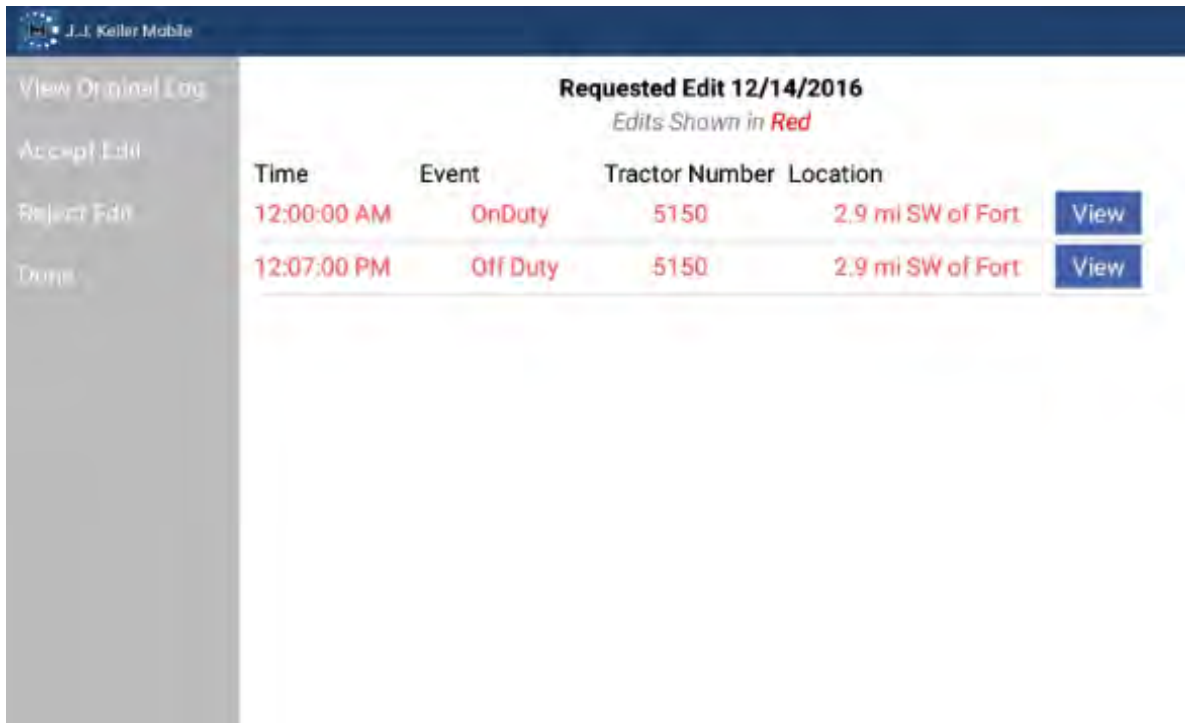 J.J. Keller Mobile
View Original Log
Accept Edit
Reject Edit
Done
Requested Edit 12/14/2016
Edits Shown in Red
Time Event Tractor Number Location
12:00:00 AM OnDuty 5150 2.9 mi SW of Fort View
12:07:00 PM Off Duty 5150 2.9 mi SW of Fort View